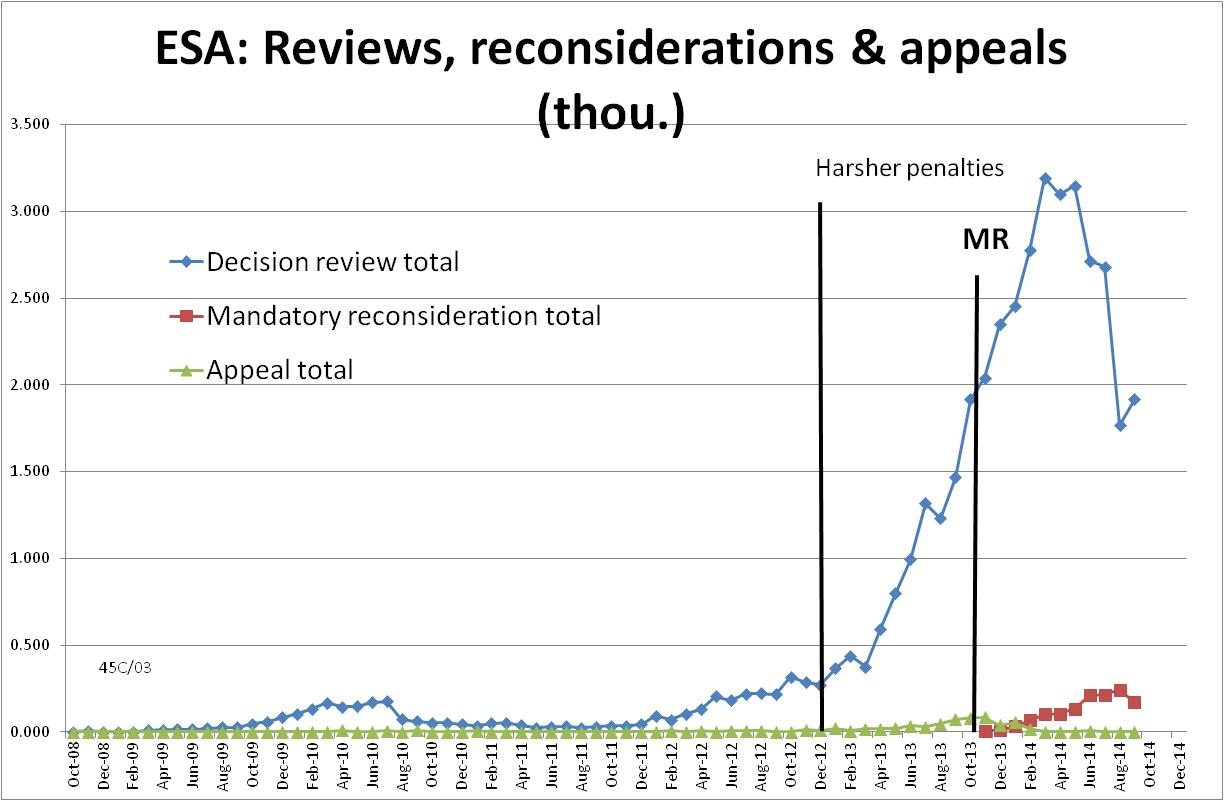 ESA: Reviews, reconsiderations & appeals
(thou.)
3.500
Harsher penalties
3.000
MR
Decision review total
2.500
Mandatory reconsideration total
2.000
Appeal total
1.500
1.000
0.500
45C/03
0.000
Oct-08
Dec-08
Feb-09
Apr-09
Jun-09
Aug-09
Oct-09
Dec-09
Feb-10
Apr-10
Jun-10
Aug-10
Oct-10
Dec-10
Feb-11
Apr-11
Jun-11
Aug-11
Oct-11
Dec-11
Feb-12
Apr-12
Jun-12
Aug-12
Oct-12
Dec-12
Feb-13
Apr-13
Jun-13
Aug-13
Oct-13
Dec-13
Feb-14
Apr-14
Jun-14
Aug-14
Oct-14
Dec-14